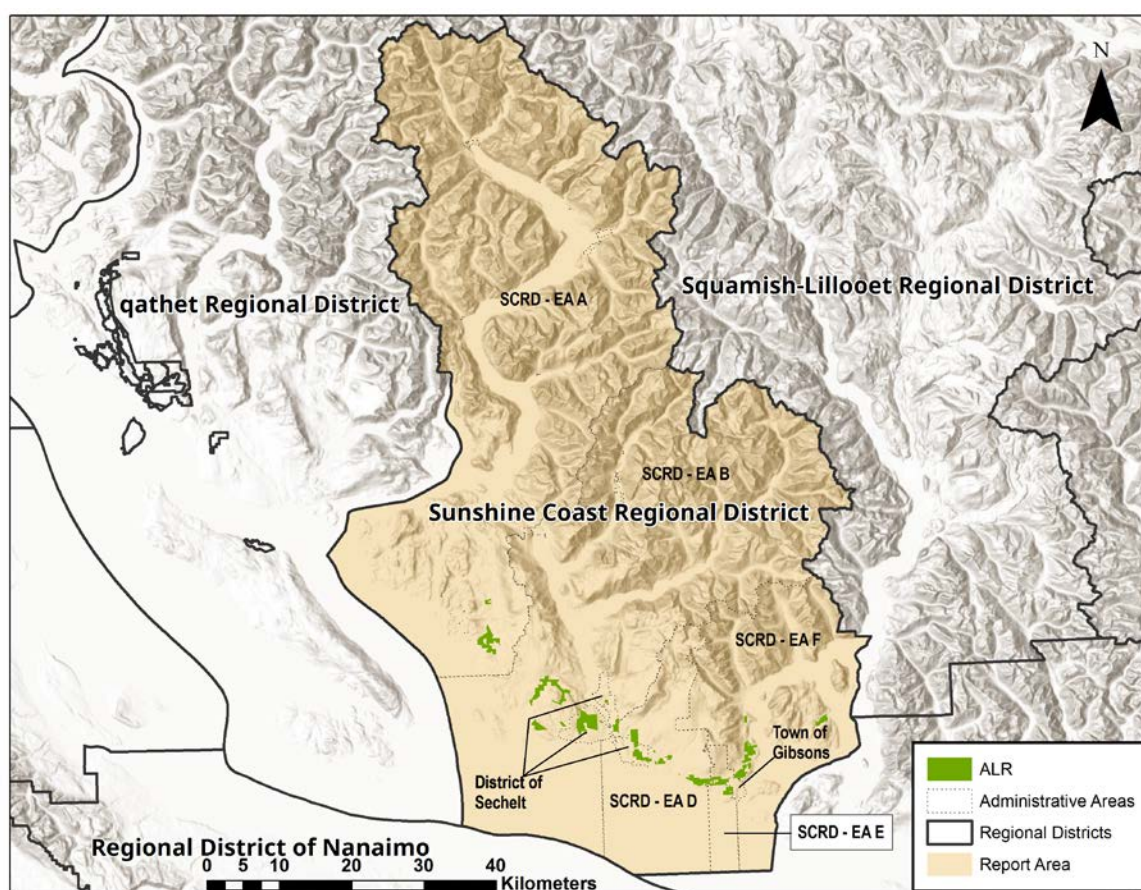 N
SCRD - EA A
Squamish-Lillooet Regional District
qathet Regional District
SCRD - EA B
Sunshine Coast Regional District
SCRD - EA F
Town of
Gibsons
District of
Sechelt
SCRD - EA D
SCRD - EA E
Regional District of Nanaimo
0 5 10 20 30 40
Kilometers
ALR
Administrative Areas
Regional Districts
Report Area